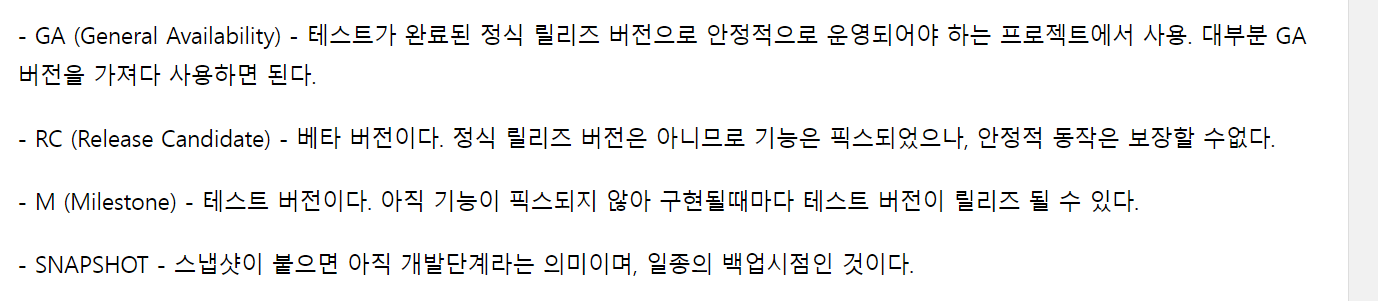 - GA (General Availability) - 테스트가 완료된 정식 릴리즈 버전으로 안정적으로 운영되어야 하는 프로젝트에서 사용. 대부분 GA
버전을 가져다 사용하면 된다.
- RC (Release Candidate) - 베타 버전이다. 정식 릴리즈 버전은 아니므로 기능은 픽스되었으나, 안정적 동작은 보장할 수없다.
- M (Milestone) - 테스트 버전이다. 아직 기능이 픽스되지 않아 구현될때마다 테스트 버전이 릴리즈 될 수 있다.
- SNAPSHOT - 스냅샷이 붙으면 아직 개발단계라는 의미이며, 일종의 백업시점인 것이다.